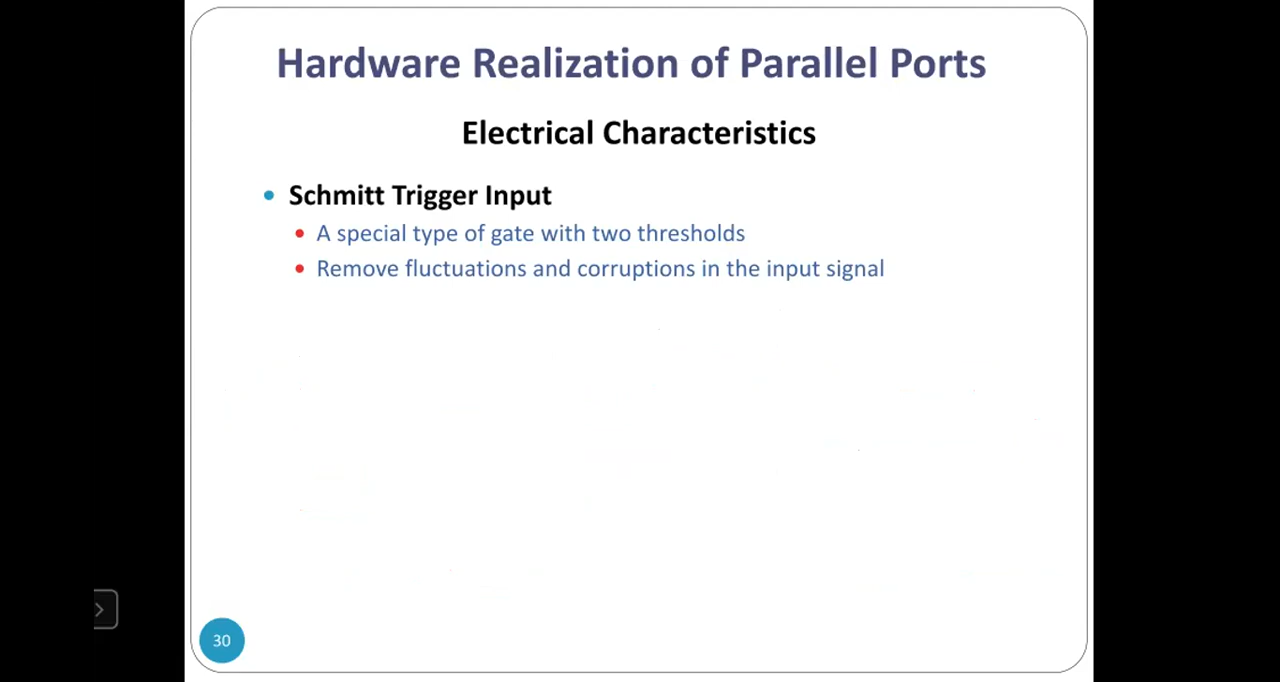 Hardware Realization of Parallel Ports
Electrical Characteristics
Schmitt Trigger Input
A special type of gate with two thresholds
Remove fluctuations and corruptions in the input signal
30